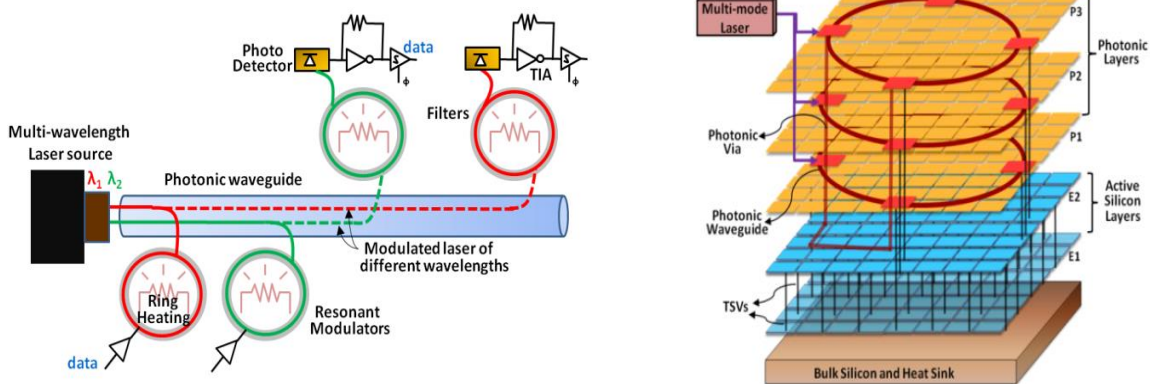 Photo
Detector
data
ϕ
TIA
ϕ
Filters
Multi-wavelength
Laser source
λ1 λ2
Photonic waveguide
Modulated laser of
different wavelengths
Ring
Heating
Resonant
Modulators
data
Multi-mode
Laser
P3
Photonic
Layers
P2
P1
Photonic
Via
Photonic
Waveguide
E2
Active
Silicon
Layers
E1
TSVs
Bulk Silicon and Heat Sink